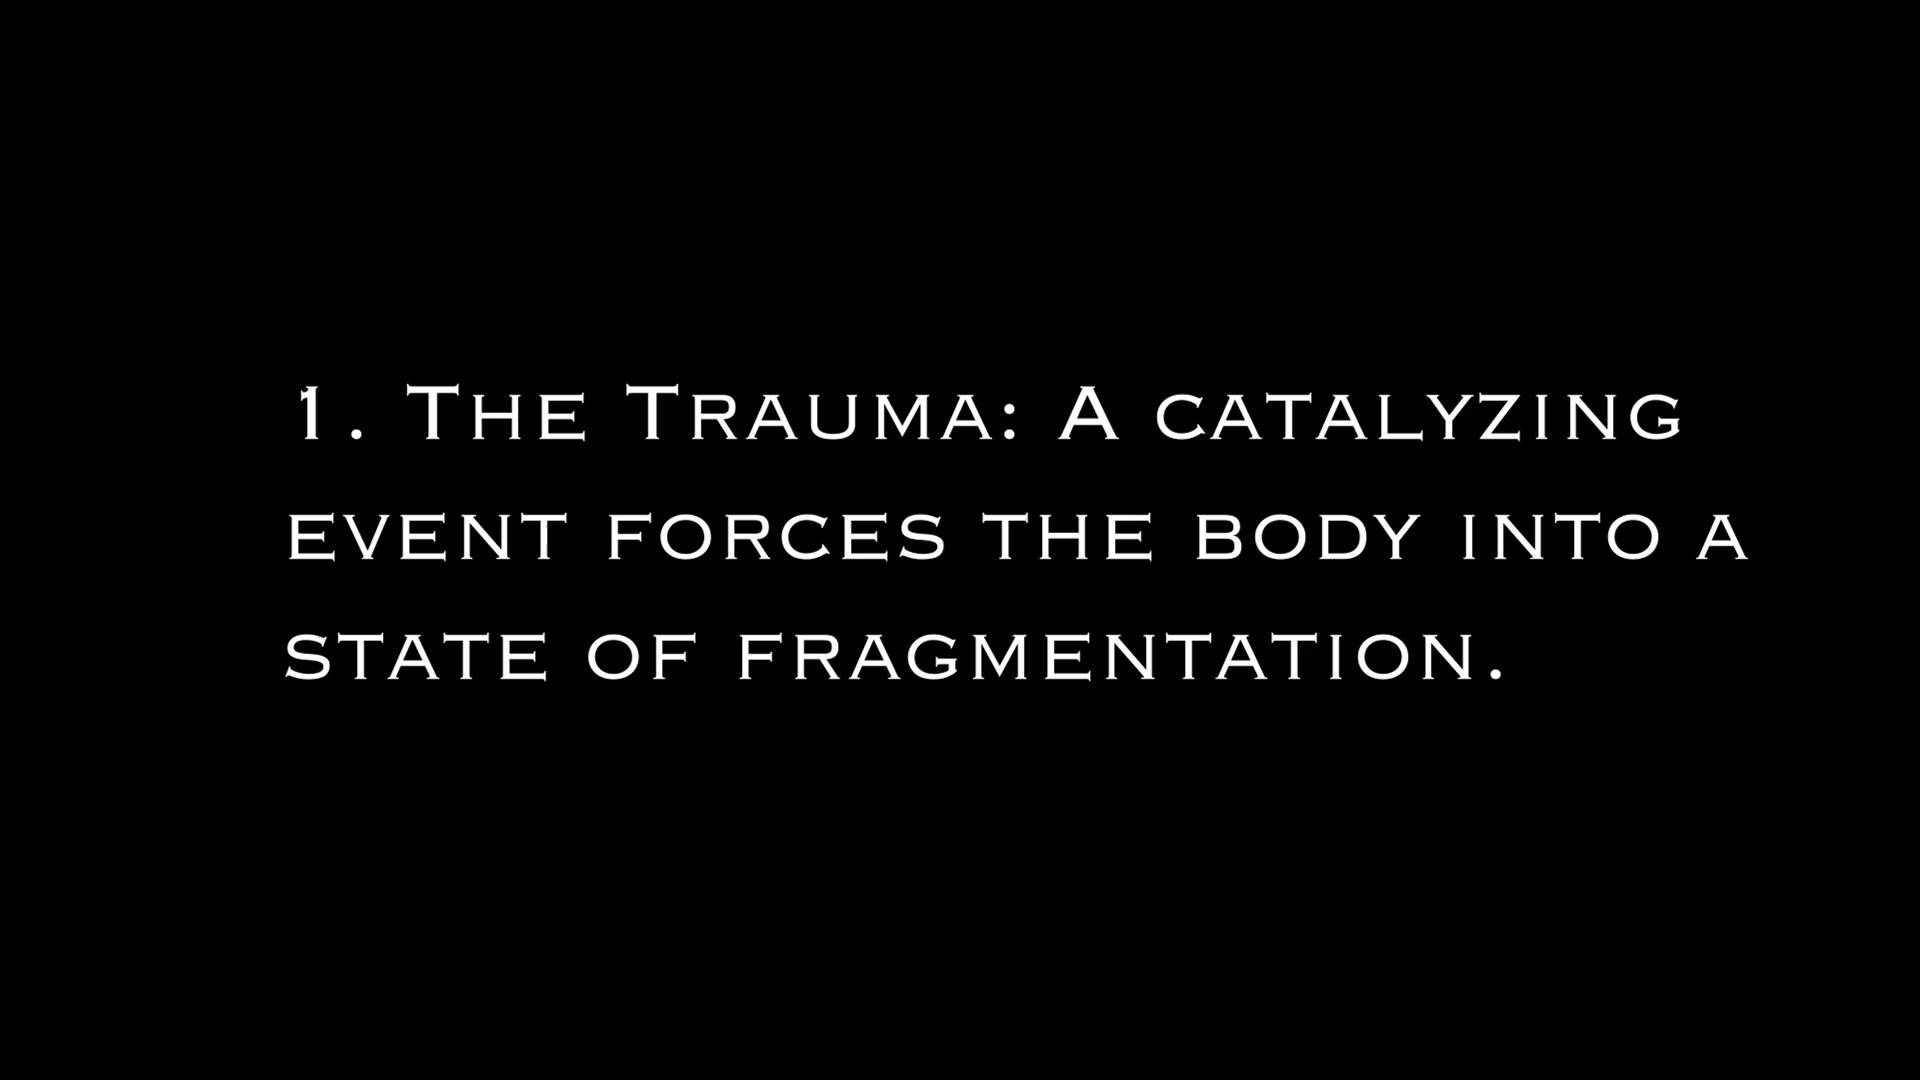 1. The Trauma: A catalyzing
event forces the body into a
state of fragmentation.